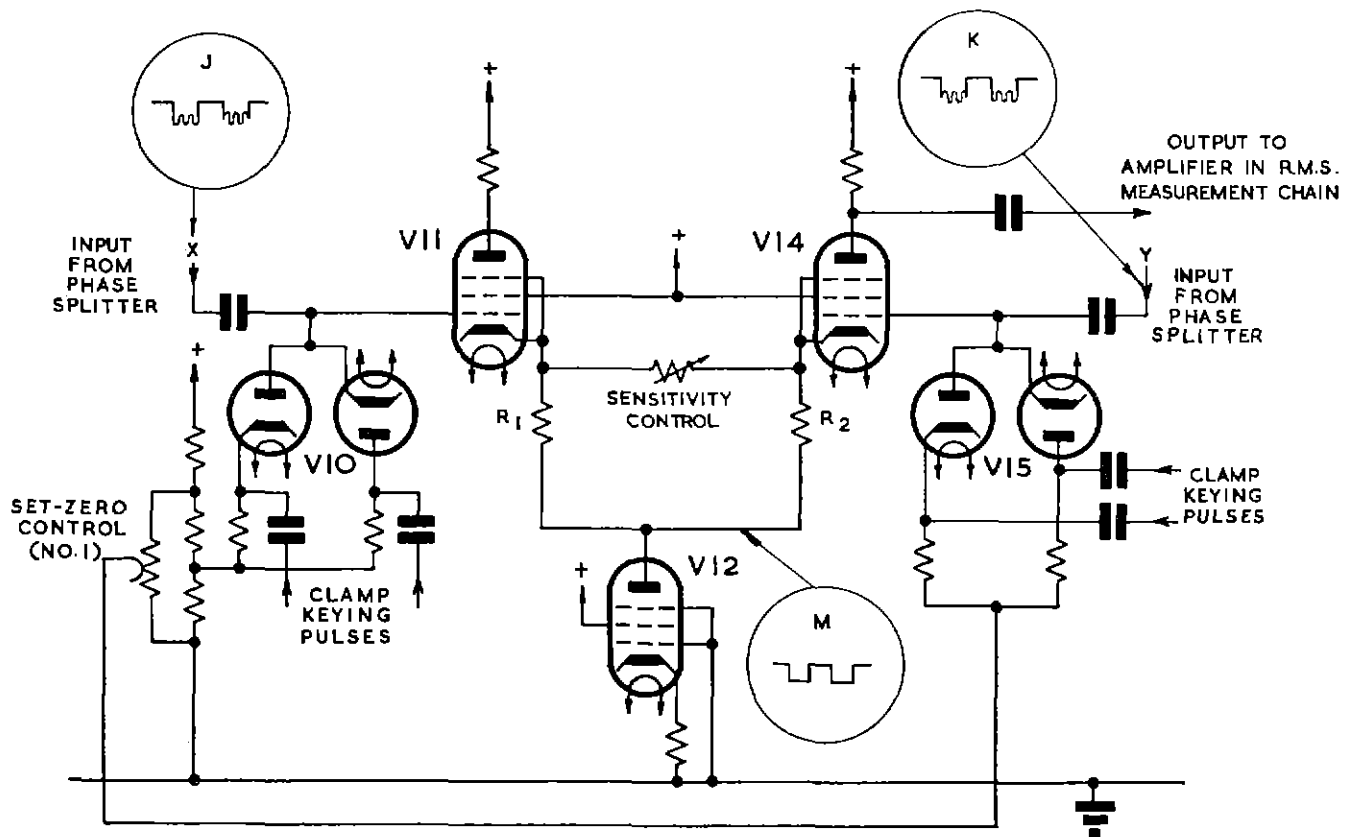 J
K
OUTPUT TO
AMPLIFIER IN R.M.S.
MEASUREMENT CHAIN
+
+
INPUT
FROM
PHASE
SPLITTER
X
V11
+
V14
Y
INPUT
FROM
PHASE
SPLITTER
+
SENSITIVITY
CONTROL
R1
R2
V10
V15
CLAMP
KEYING
PULSES
SET-ZERO
CONTROL
(NO.1)
CLAMP
KEYING
PULSES
+
V12
M